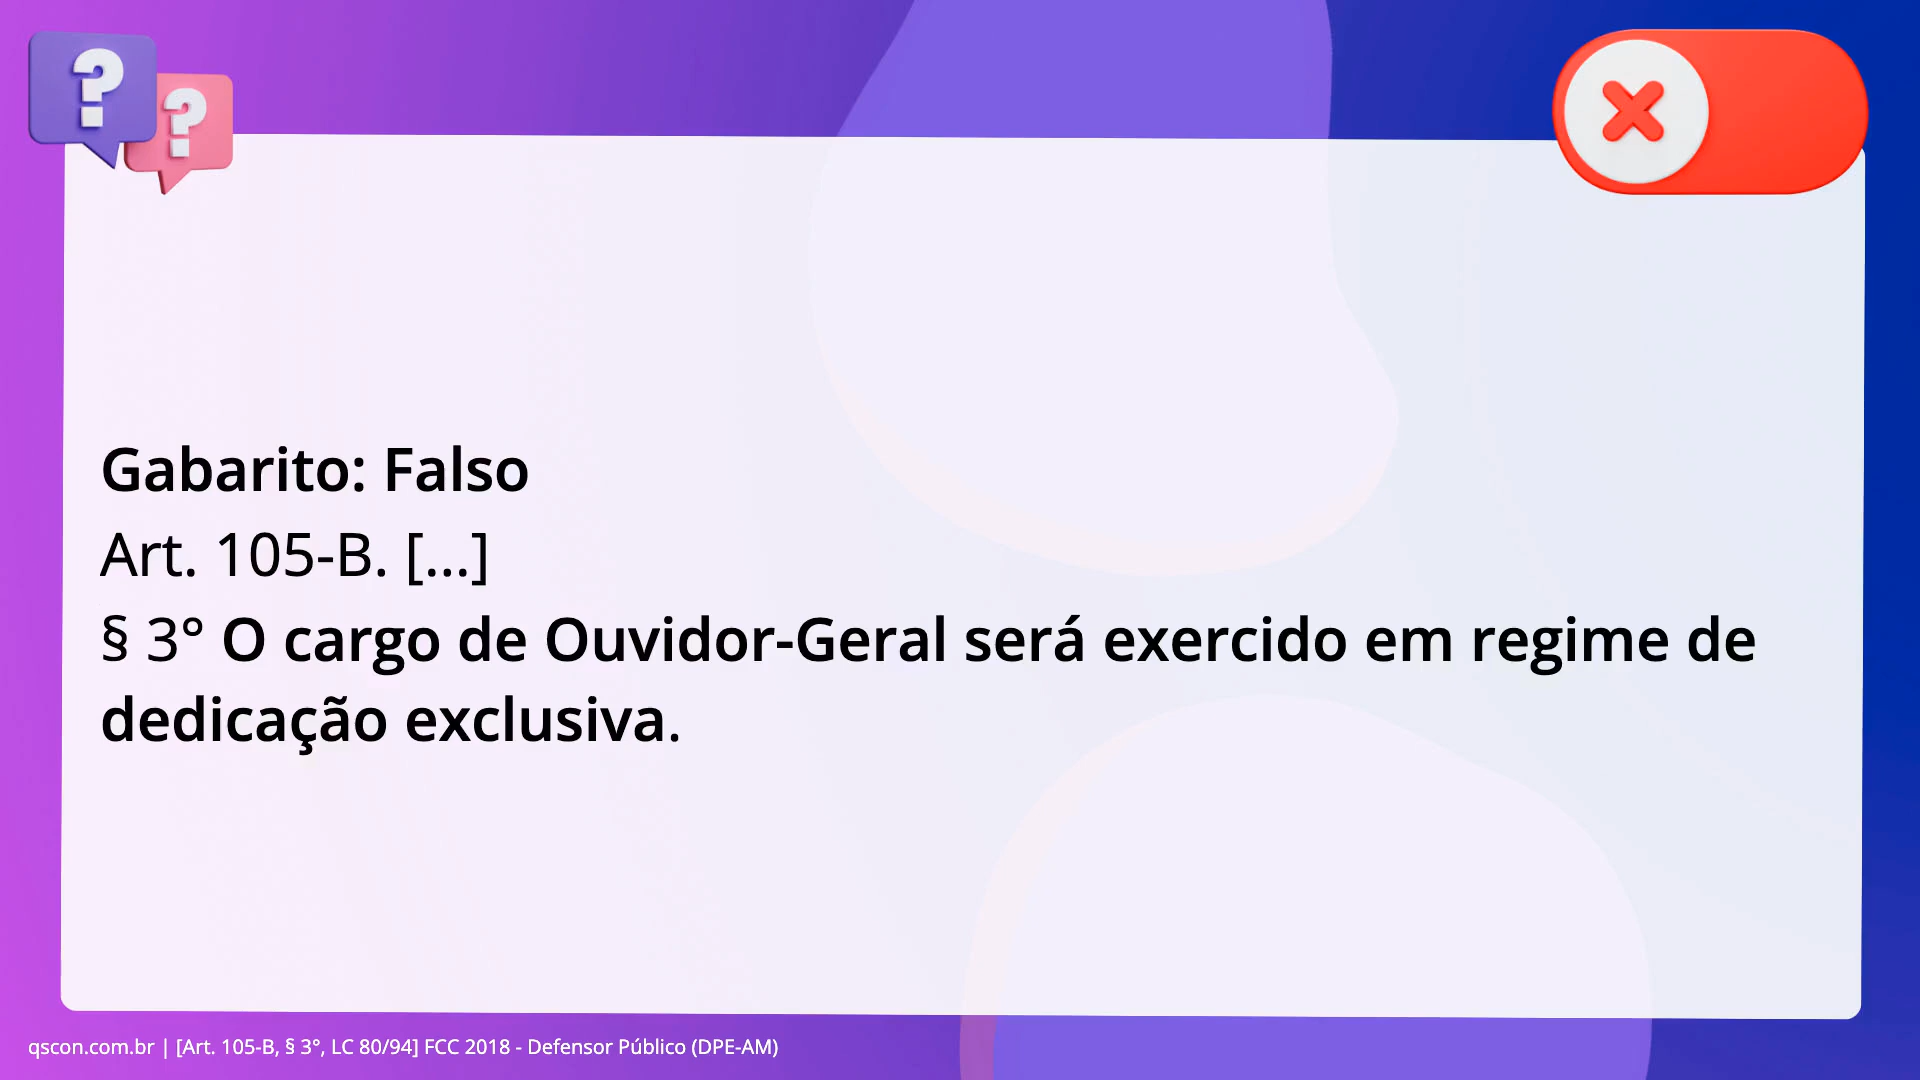 ?
?
Gabarito: Falso
Art. 105-B. [...]
§ 3° O cargo de Ouvidor-Geral será exercido em regime de
dedicação exclusiva.
qscon.com.br | [Art. 105-B, § 3°, LC 80/94] FCC 2018 - Defensor Público (DPE-AM)